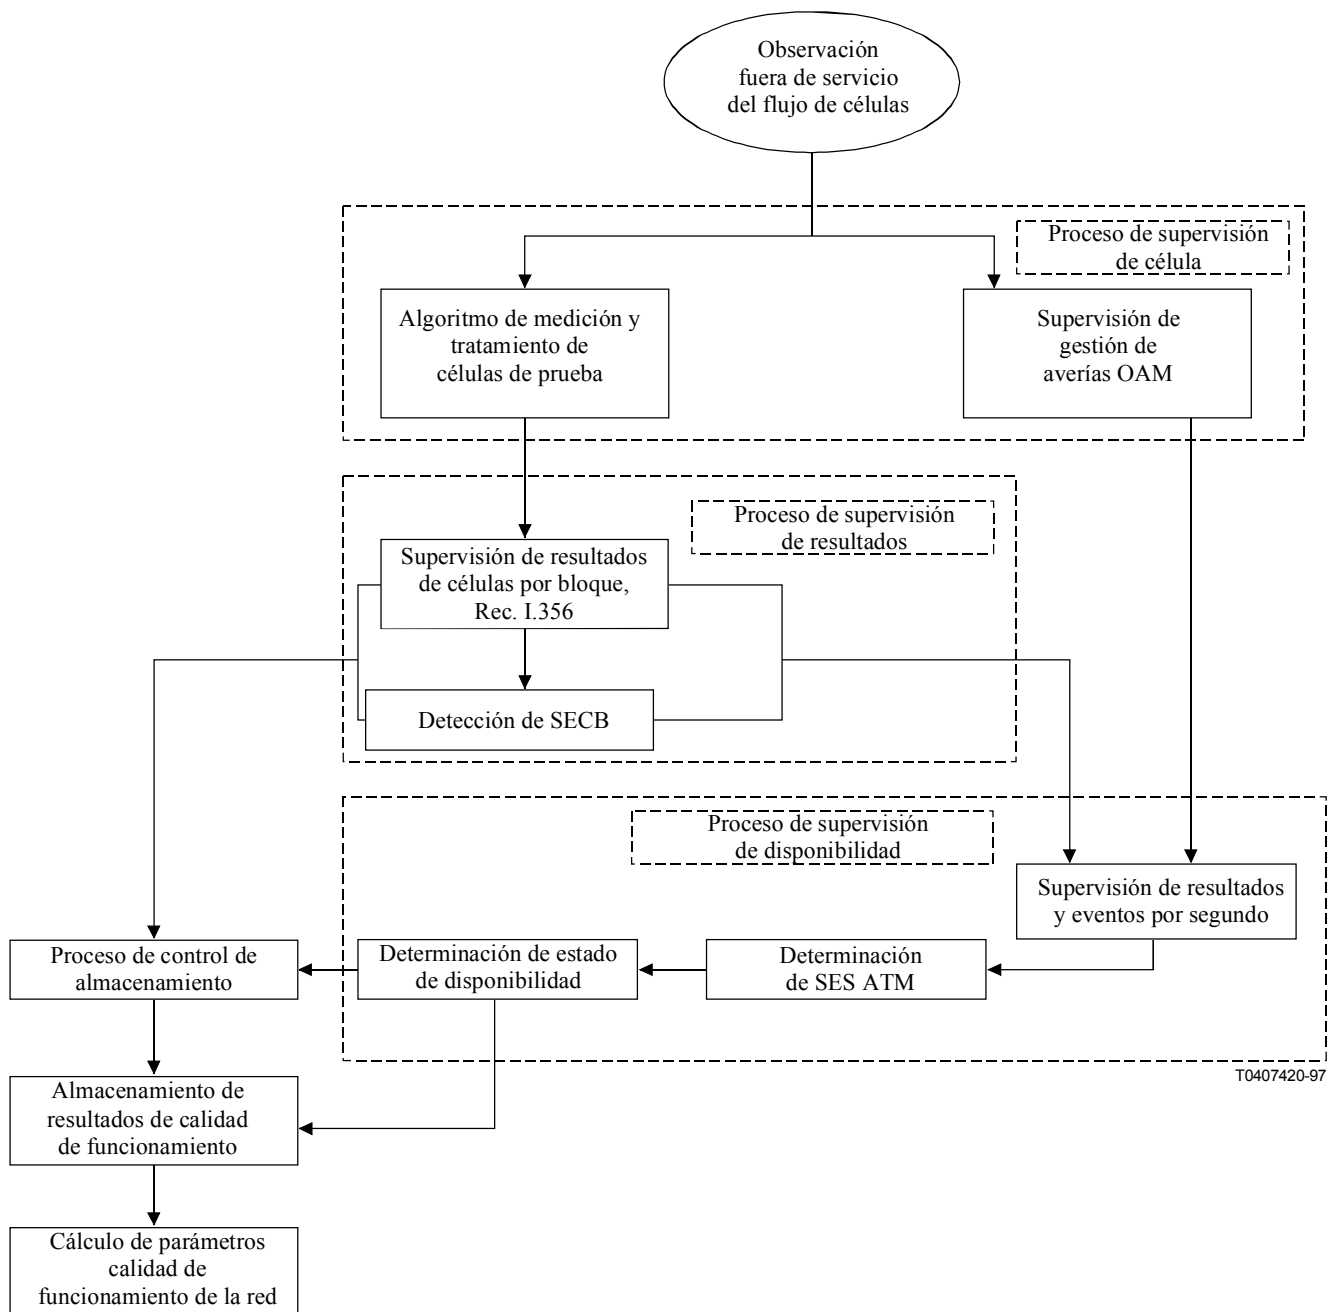 Observación
fuera de servicio
del flujo de células
Proceso de supervisión
de célula
Algoritmo de medición y
tratamiento de
células de prueba
Supervisión de
gestión de
averías OAM
Proceso de supervisión
de resultados
Supervisión de resultados
de células por bloque,
Rec. I.356
Detección de SECB
Proceso de supervisión
de disponibilidad
Supervisión de resultados
y eventos por segundo
Proceso de control de
almacenamiento
Determinación de estado
de disponibilidad
Determinación
de SES ATM
T0407420-97
Almacenamiento de
resultados de calidad
de funcionamiento
Cálculo de parámetros
calidad de
funcionamiento de la red